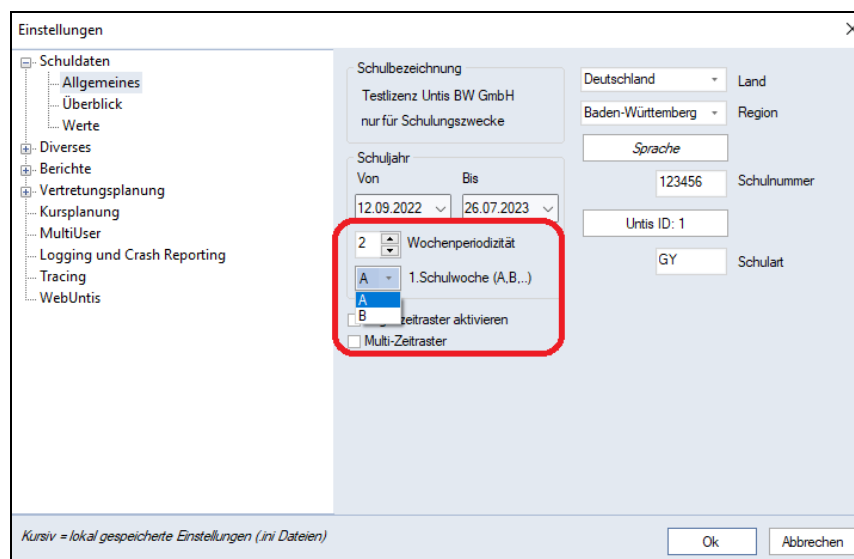 Einstellungen
Schuldaten
Allgemeines
Überblick
Werte
Diverses
Berichte
Vertretungsplanung
Kursplanung
MultiUser
Logging und Crash Reporting
Tracing
WebUntis
Schulbezeichnung
Testlizenz Untis BW GmbH
nur für Schulungszwecke
Schuljahr
Von Bis
12.09.2022 26.07.2023
2 Wochenperiodizität
A 1.Schulwoche (A,B,..)
A
B
zeitraster aktivieren
Multi-Zeitraster
Deutschland Land
Baden-Württemberg Region
Sprache
123456 Schulnummer
Untis ID: 1
GY Schulart
Kursiv = lokal gespeicherte Einstellungen (.ini Dateien)
Ok Abbrechen